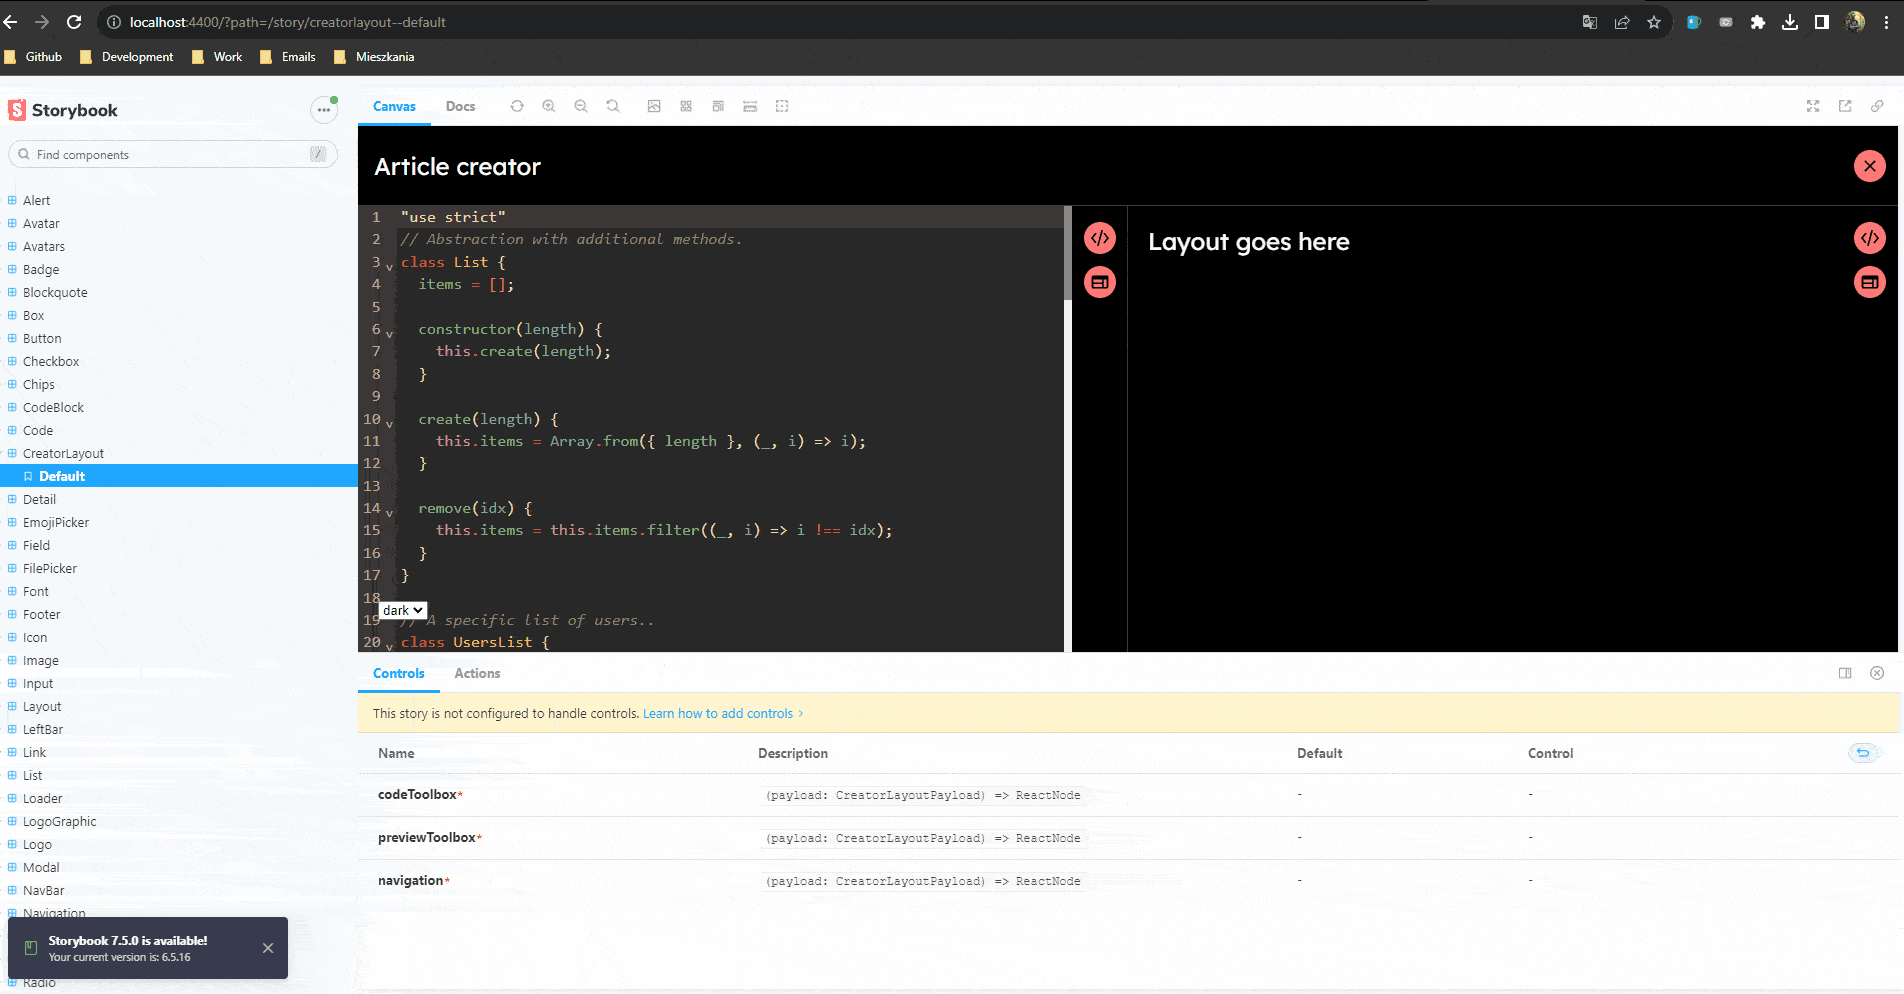 localhost:4400/?path=/story/creatorlayout--default
Github Development Work Emails Mieszkania
Storybook
Find components /
Alert
Avatar
Avatars
Badge
Blockquote
Box
Button
Checkbox
Chips
CodeBlock
Code
CreatorLayout
Default
Detail
EmojiPicker
Field
FilePicker
Font
Footer
Icon
Image
Input
Layout
LeftBar
Link
List
Loader
LogoGraphic
Logo
Modal
NavBar
Navigation
Storybook 7.5.0 is available!
Your current version is: 6.5.16
Radio
Canvas Docs
Article creator
1 "use strict"
2 // Abstraction with additional methods.
3 class List {
4 items = [];
5
6 constructor(length) {
7 this.create(length);
8 }
9
10 create(length) {
11 this.items = Array.from({ length }, (_, i) => i);
12 }
13
14 remove(idx) {
15 this.items = this.items.filter((_, i) => i !== idx);
16 }
17 }
18
dark
19 // A specific list of users..
20 class UsersList {
Layout goes here
Controls Actions
This story is not configured to handle controls. Learn how to add controls
Name Description Default Control
codeToolbox* (payload: CreatorLayoutPayload) => ReactNode - -
previewToolbox* (payload: CreatorLayoutPayload) => ReactNode - -
navigation* (payload: CreatorLayoutPayload) => ReactNode - -